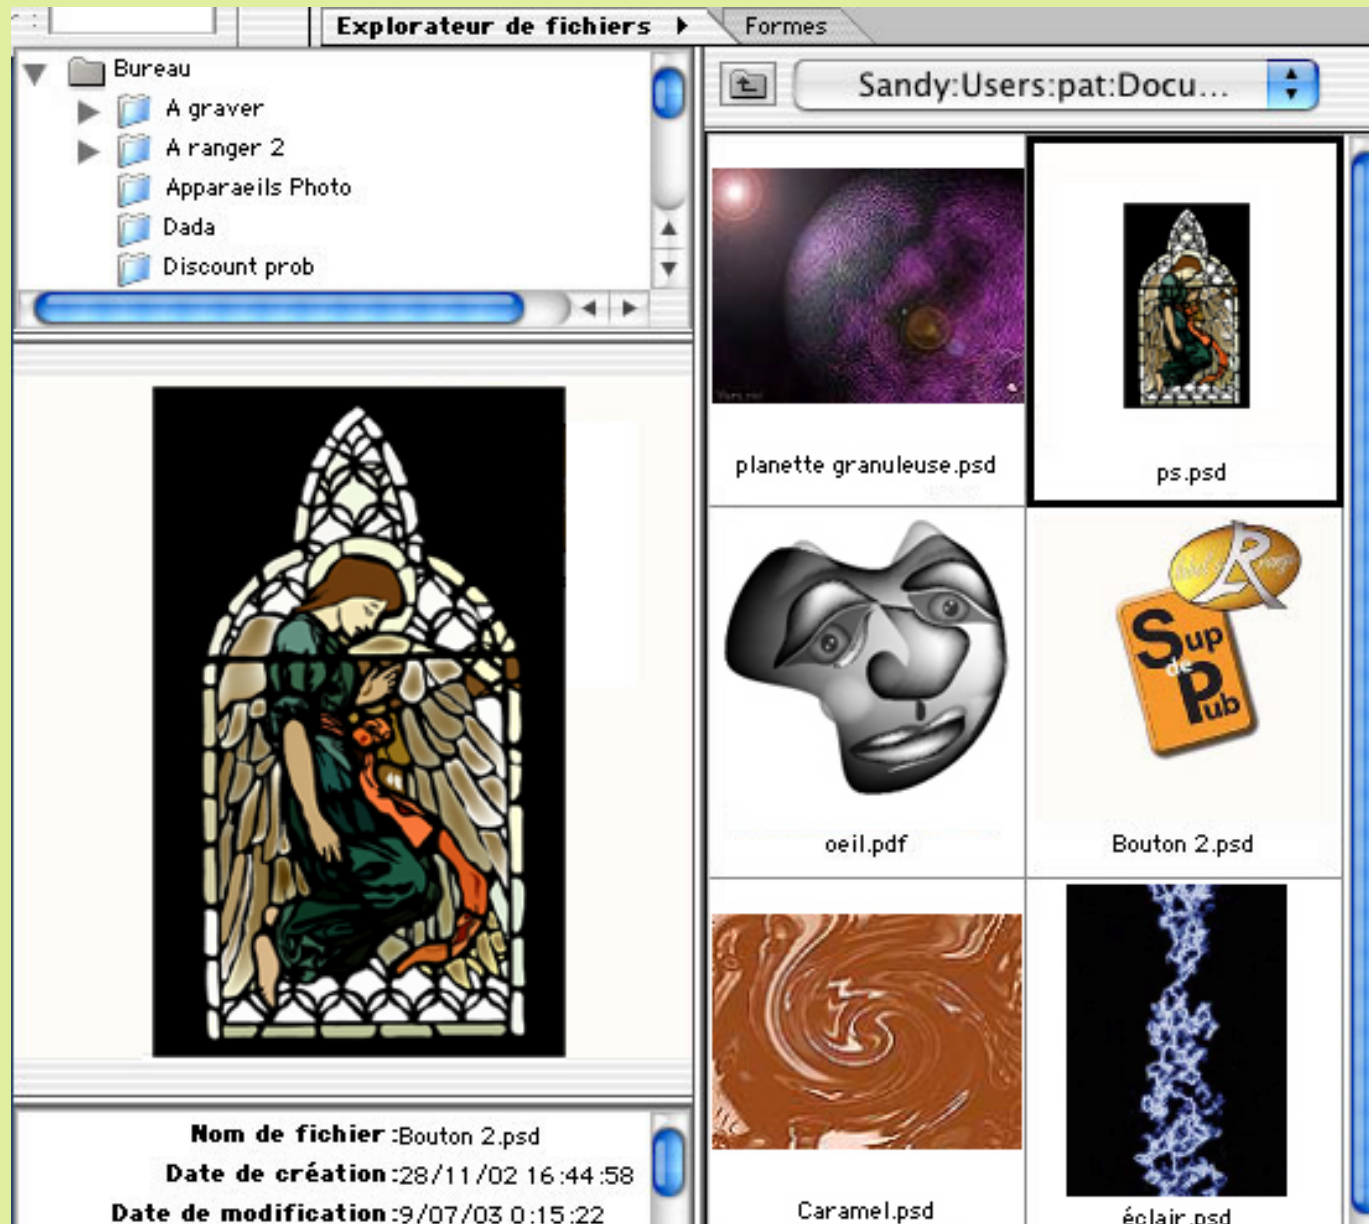 Explorateur de fichiers
Formes
Bureau
A graver
A ranger 2
Apparaeils Photo
Dada
Discount prob
Sandy:Users:pat:Docu...
planette granuleuse.psd
ps.psd
label
R
rouge
Sup
de
Pub
oeil.pdf
Bouton 2.psd
Caramel.psd
éclair.psd
Nom de fichier :Bouton 2.psd
Date de création :28/11/02 16:44:58
Date de modification :9/07/03 0:15:22